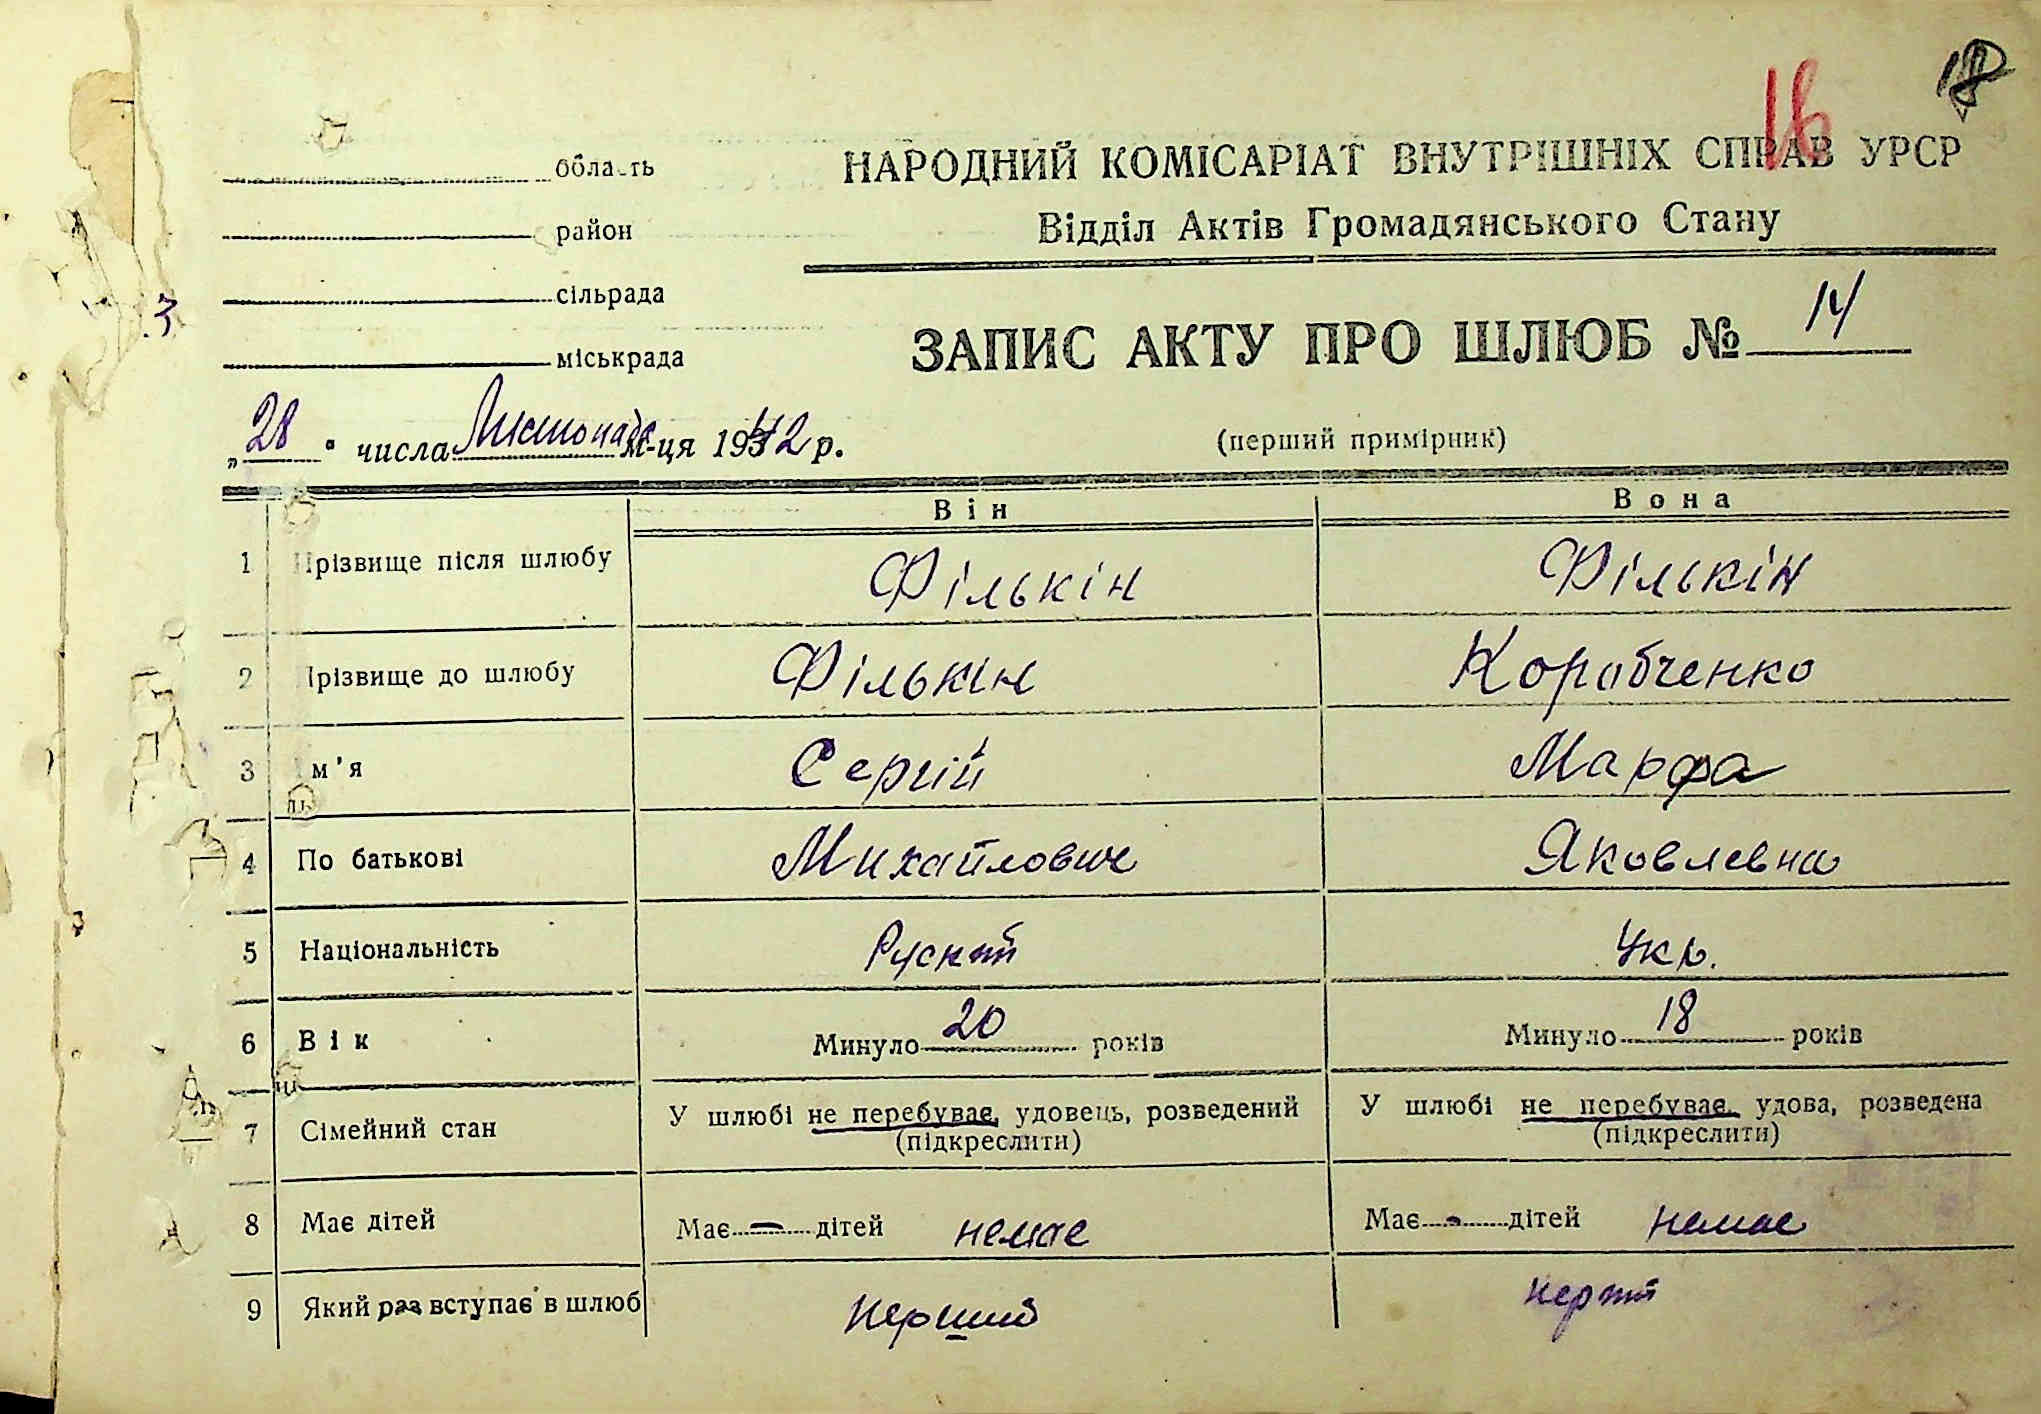 16 18
область
район
сільрада
міськрада
НАРОДНИЙ КОМІСАРІАТ ВНУТРІШНІХ СПРАВ УРСР
Відділ Актів Громадянського Стану
ЗАПИС АКТУ ПРО ШЛЮБ № 14
(перший примірник)
„28" числа Листопада м-ця 1942 р.
Він Вона
1 Прізвище після шлюбу Фількін Фількін
2 Прізвище до шлюбу Фількін Коробченко
3 Ім'я Сергій Марфа
4 По батькові Михайлович Яковлевна
5 Національність Руский Укр.
6 Вік Минуло 20 років Минуло 18 років
7 Сімейний стан У шлюбі не перебуває, удовець, розведений (підкреслити) У шлюбі не перебуває, удова, розведена (підкреслити)
8 Має дітей Має — дітей немає Має - дітей немає
9 Який раз вступає в шлюб перший